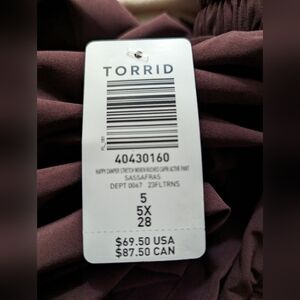 TORRID
40430160
HAPPY CAMPER STRETCH WOVEN RUCHED CAPRI ACTIVE PANT
SASSAFRAS
DEPT 0067 23FLTRNS
5
5X
28
$69.50 USA
$87.50 CAN